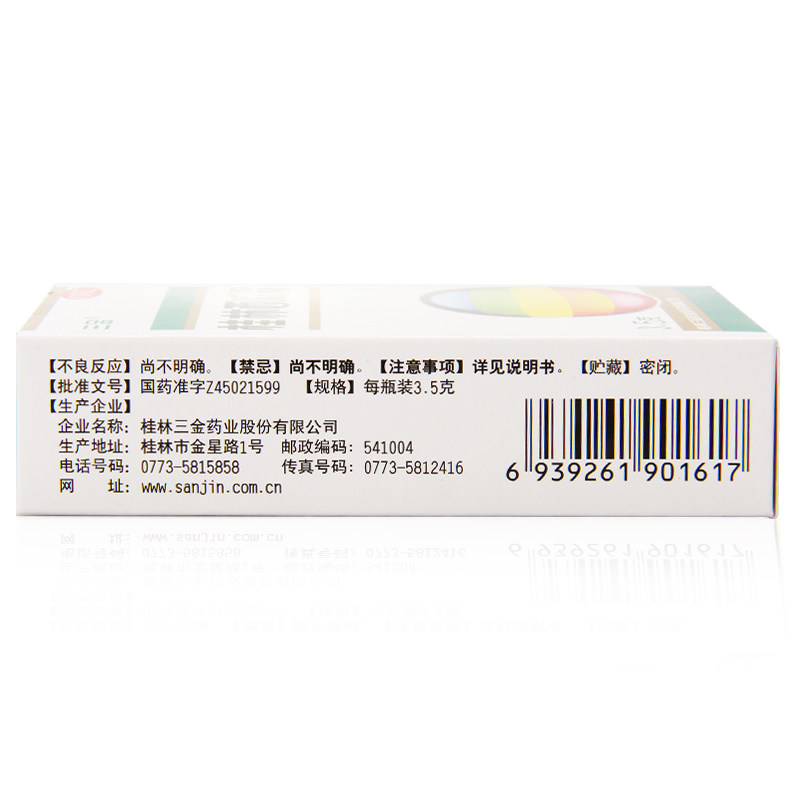 【不良反应】尚不明确。【禁忌】尚不明确。【注意事项】详见说明书。【贮藏】密闭。
【批准文号】国药准字Z45021599 【规格】每瓶装3.5克
【生产企业】
企业名称：桂林三金药业股份有限公司
生产地址：桂林市金星路1号 邮政编码：541004
电话号码：0773-5815858 传真号码：0773-5812416
网 址：www.sanjin.com.cn
6 939261 901617